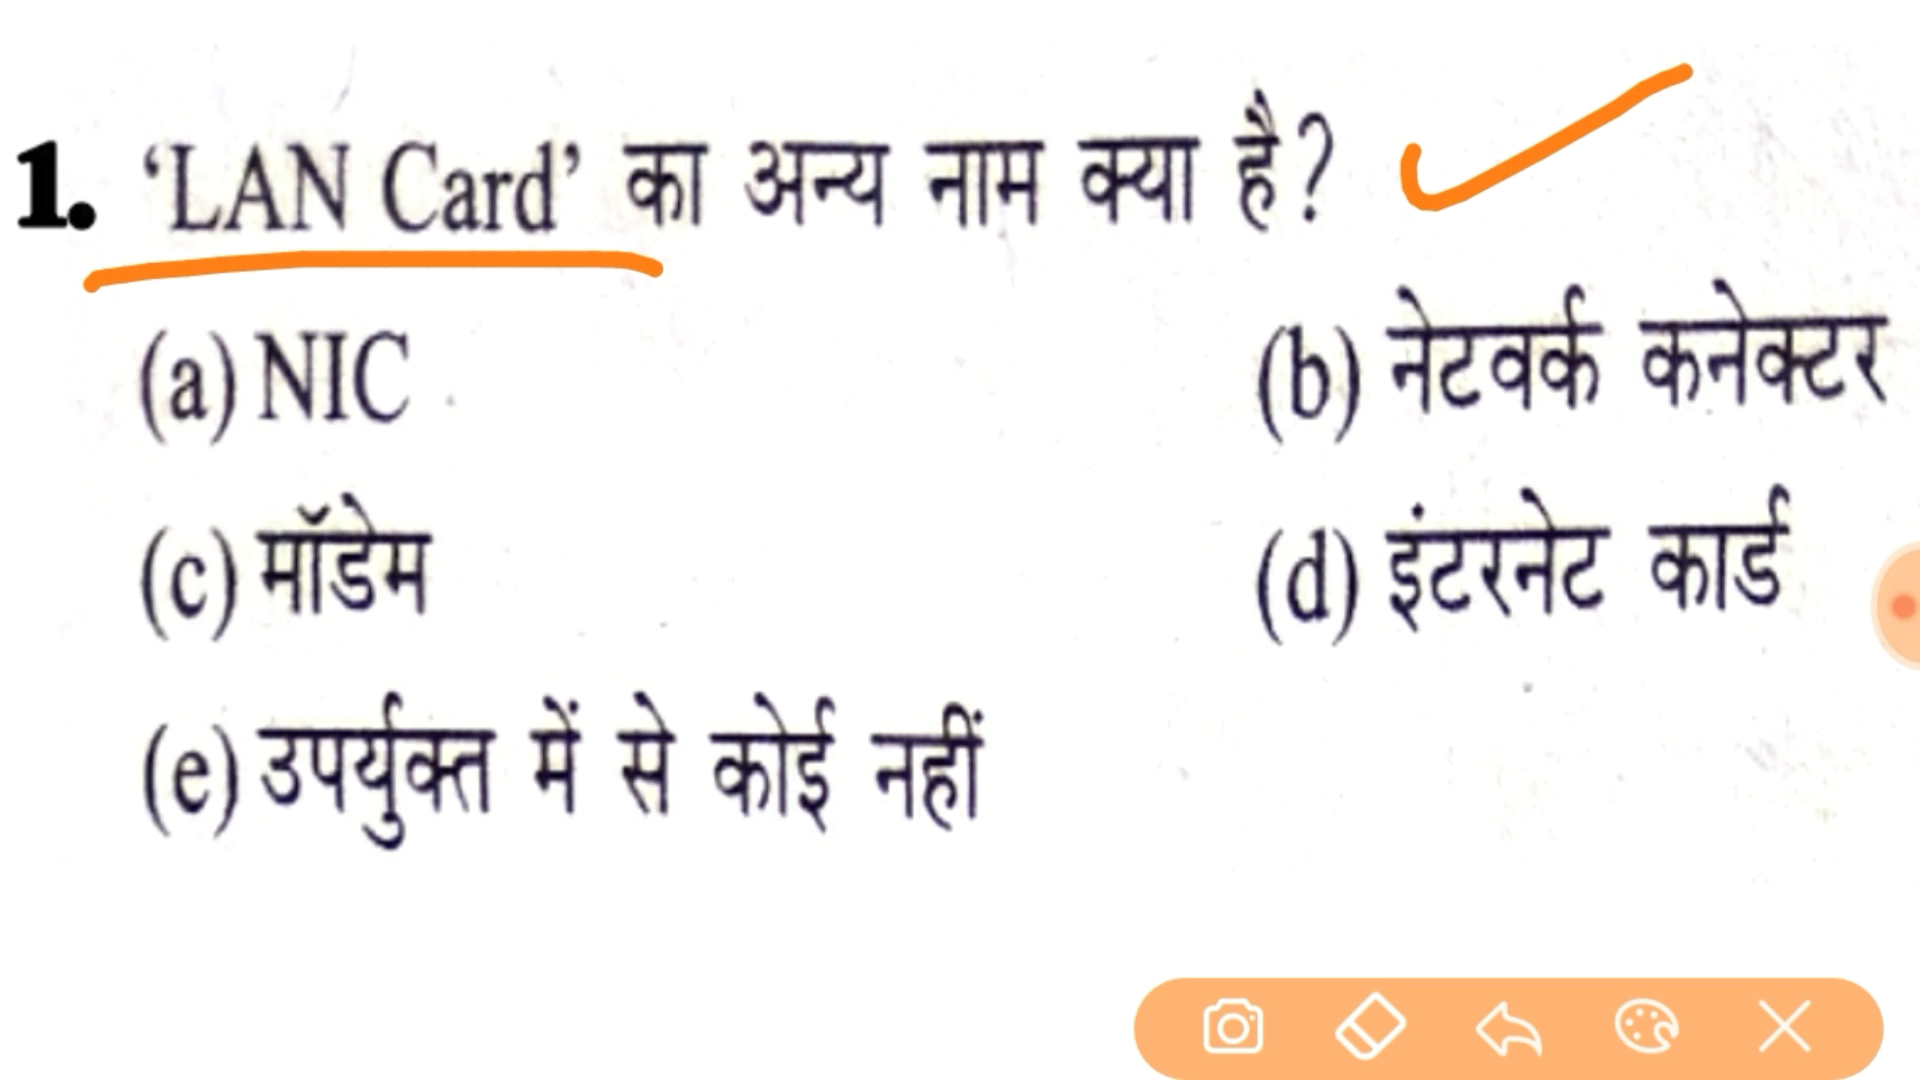 1. ‘LAN Card’ का अन्य नाम क्या है?
(a) NIC (b) नेटवर्क कनेक्टर
(c) मॉडेम (d) इंटरनेट कार्ड
(e) उपर्युक्त में से कोई नहीं